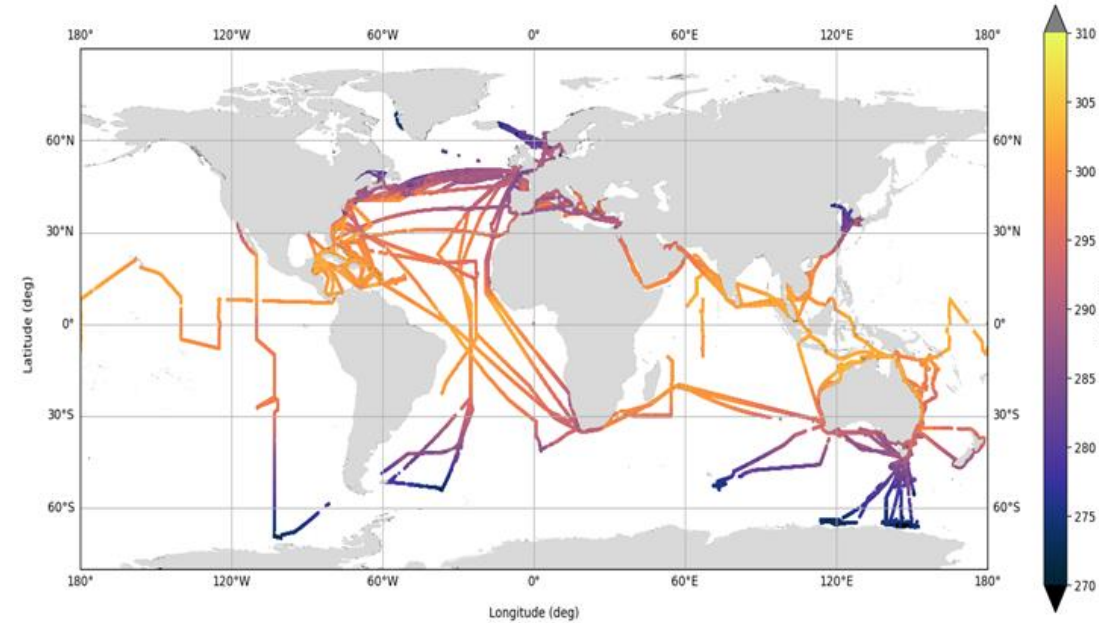 180° 120°W 60°W 0° 60°E 120°E 180°
310
305
300
295
290
285
280
275
270
60°N 60°N
30°N 30°N
0° 0°
30°S 30°S
60°S 60°S
Latitude (deg)
180° 120°W 60°W 0° 60°E 120°E 180°
Longitude (deg)